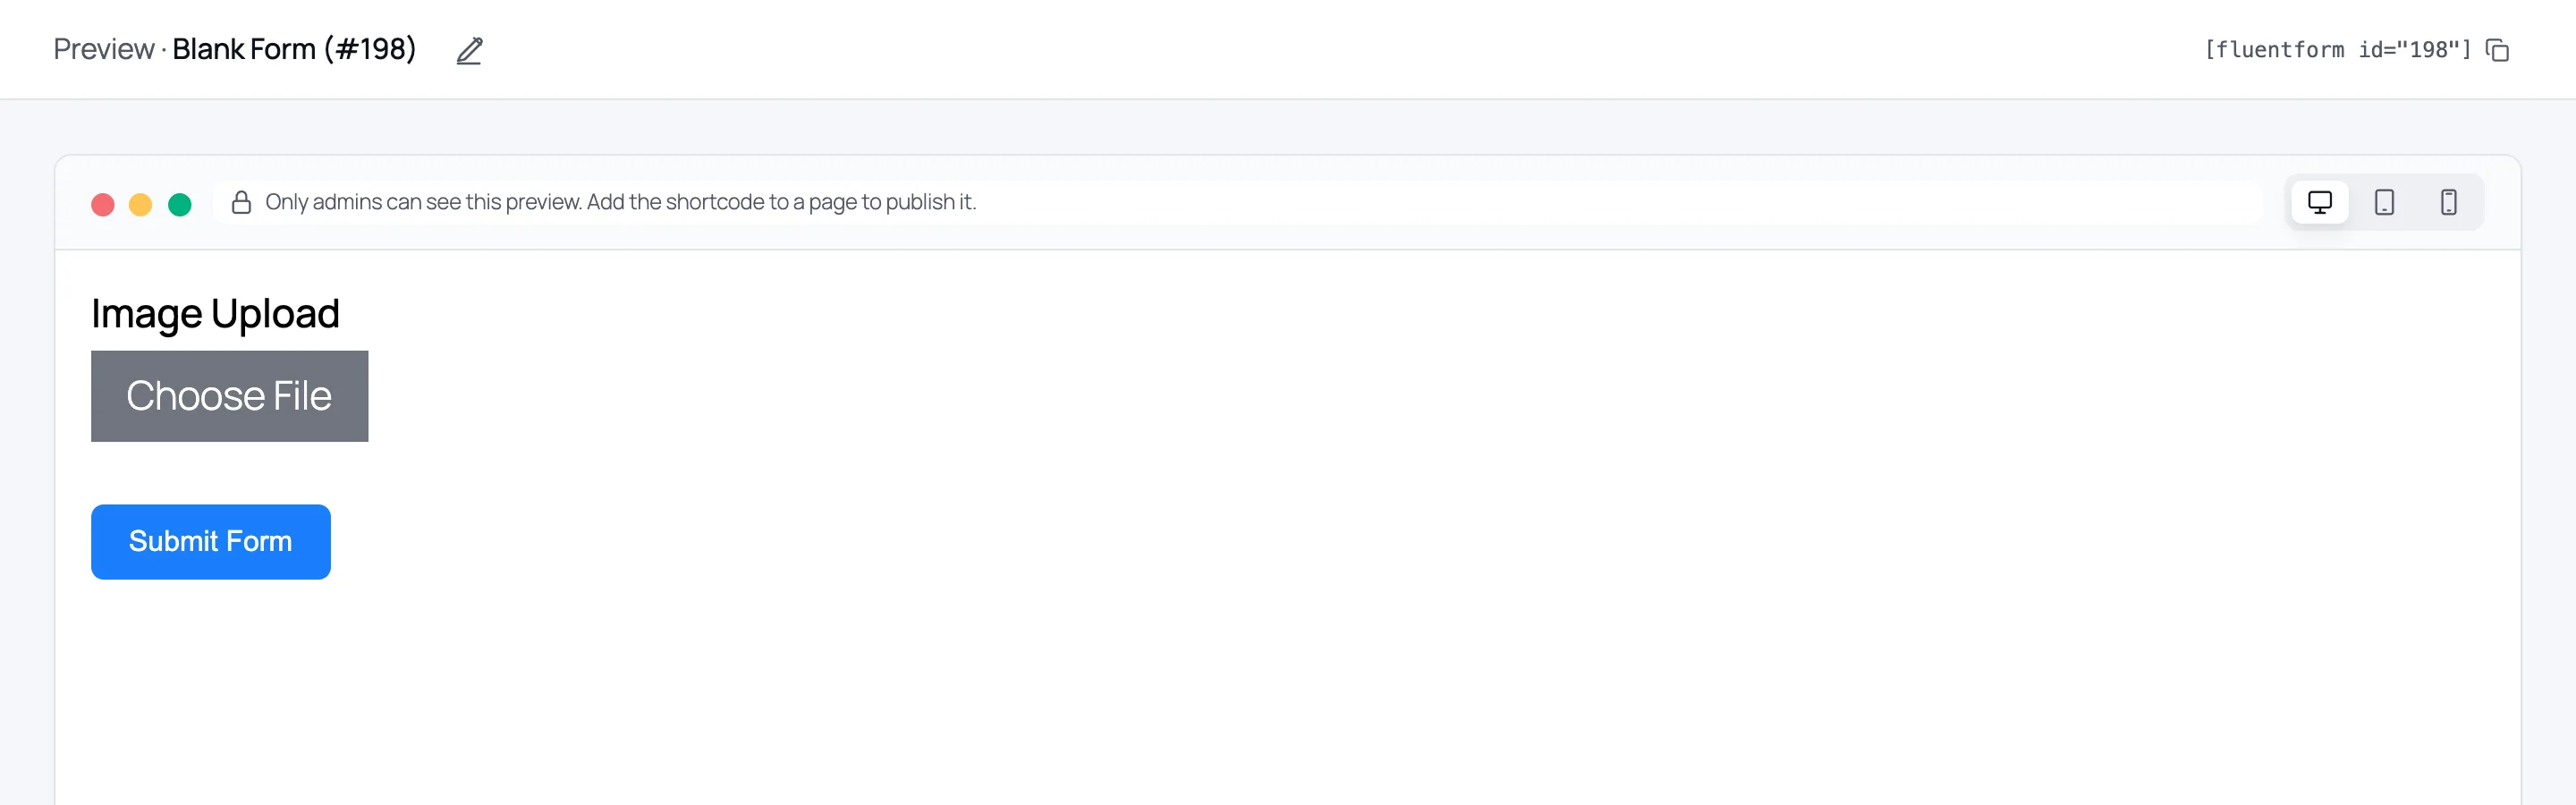 Preview · Blank Form (#198)
[fluentform id="198"]
Only admins can see this preview. Add the shortcode to a page to publish it.
Image Upload
Choose File
Submit Form